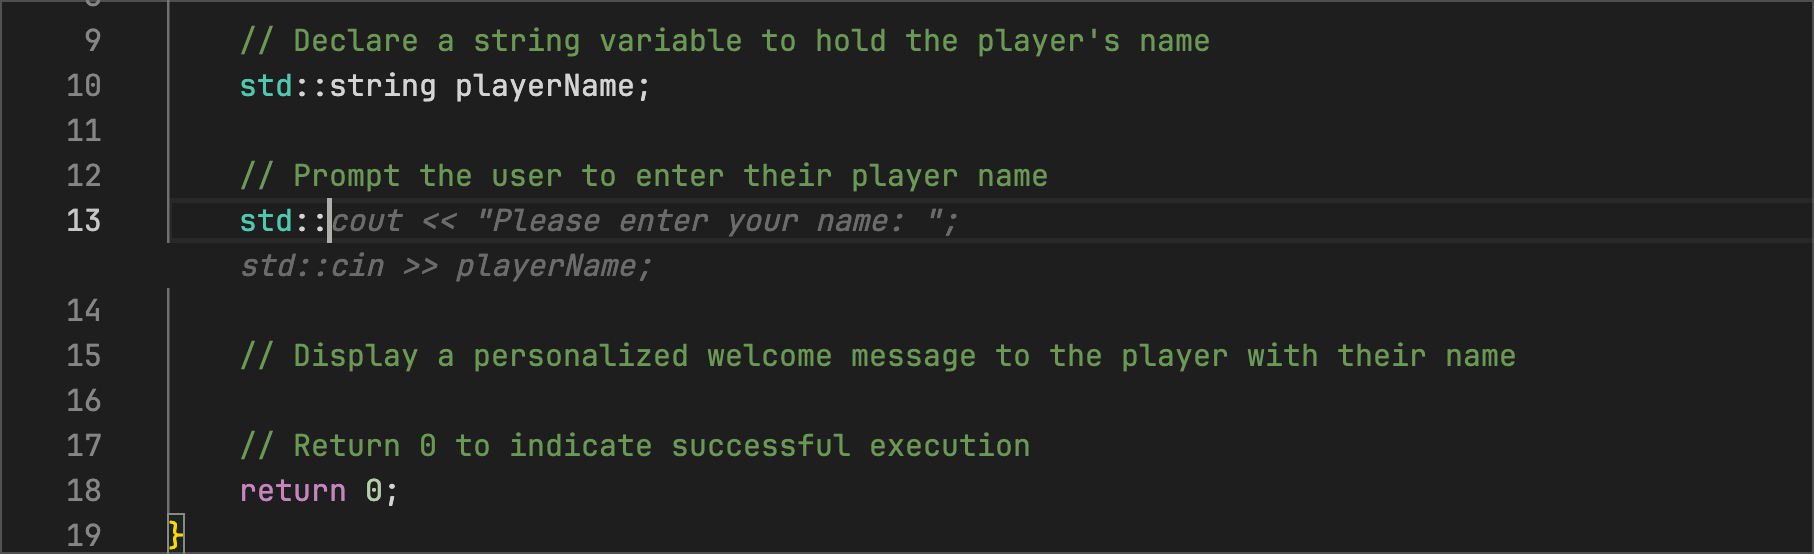 9 // Declare a string variable to hold the player's name
10 std::string playerName;
11
12 // Prompt the user to enter their player name
13 std::cout << "Please enter your name: ";
std::cin >> playerName;
14
15 // Display a personalized welcome message to the player with their name
16
17 // Return 0 to indicate successful execution
18 return 0;
19 }